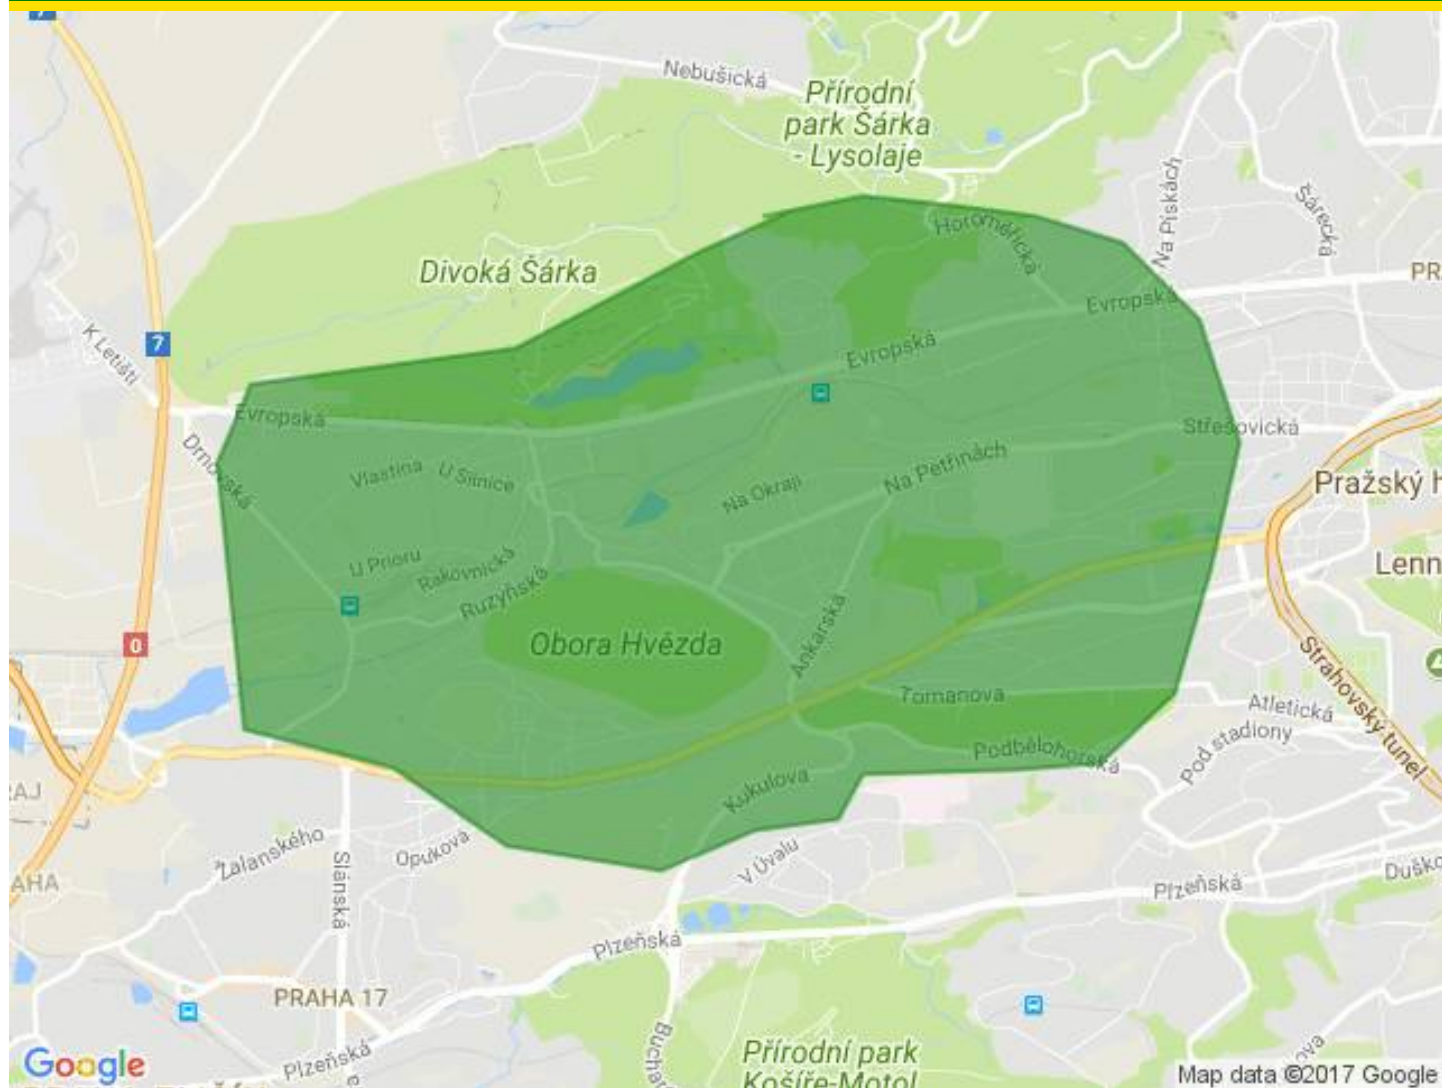 Nebušická
Přírodní
park Šárka
- Lysolaje
Na Pískách
Šárecká
Horoměřická
Divoká Šárka
PR
Evropská
7
K Letišti
Evropská
Evropská
Drnovská
Střešovická
Vlastina
U Silnice
Na Petřinách
Na Okraji
Pražský h
U Prioru
Rakovnická
Ruzyňská
Lenn
Ankarská
Obora Hvězda
0
Strahovský tunel
Tomanova
Atletická
Pod stadiony
Podbělohorská
Kukulova
AJ
Žalanského
Opukova
Slánská
V Úvalu
AHA
Plzeňská
Duško
Plzeňská
PRAHA 17
Bucha
Plzeňská
Přírodní park
Košíře-Motol
Google
Map data ©2017 Google